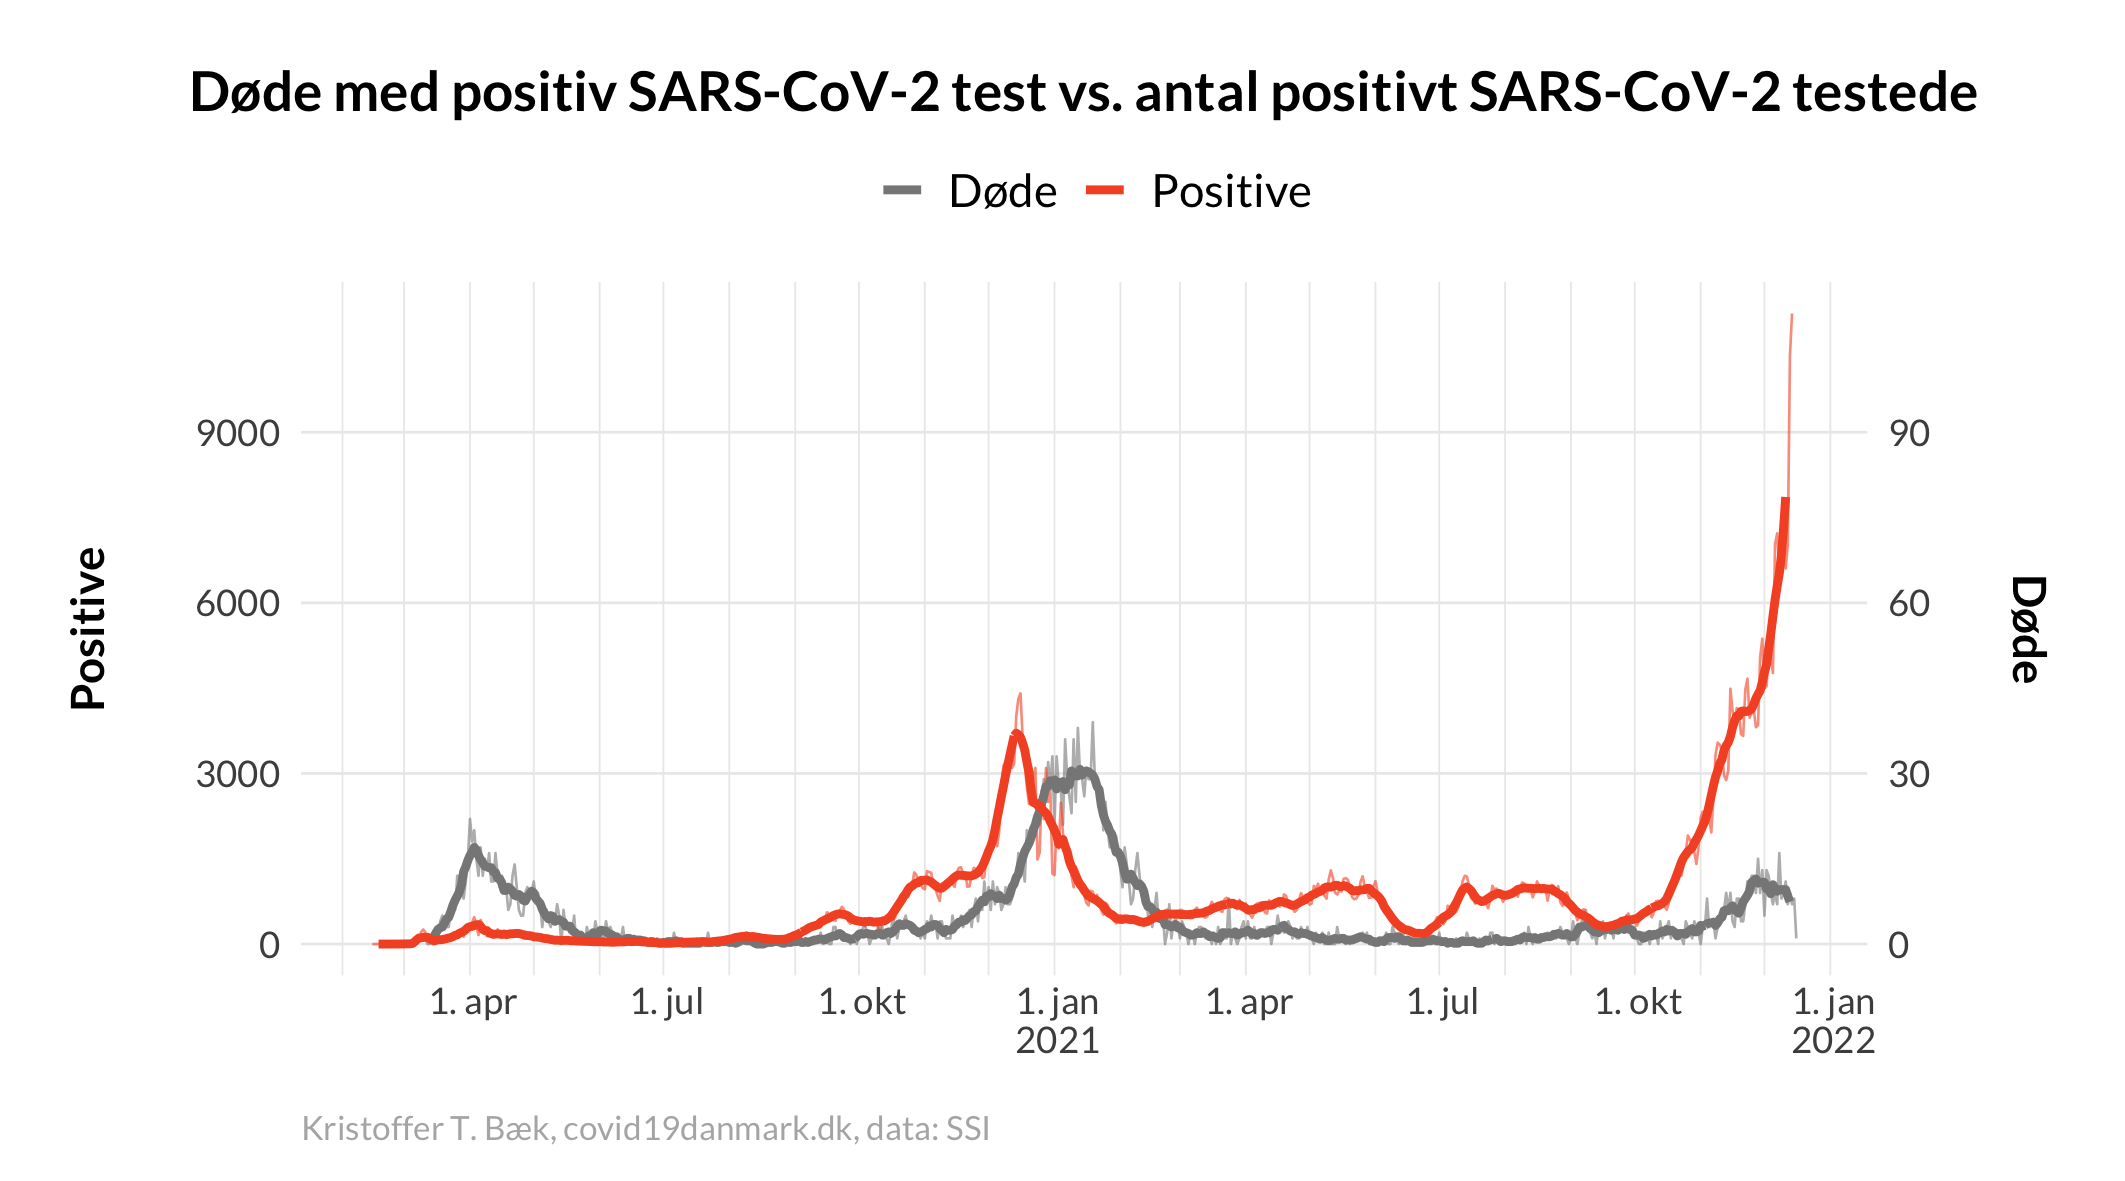 Døde med positiv SARS-CoV-2 test vs. antal positivt SARS-CoV-2 testede
Døde Positive
Positive
9000
6000
3000
0
90
60
30
0
Døde
1. apr 1. jul 1. okt 1. jan 1. apr 1. jul 1. okt 1. jan
2021 2022
Kristoffer T. Bæk, covid19danmark.dk, data: SSI